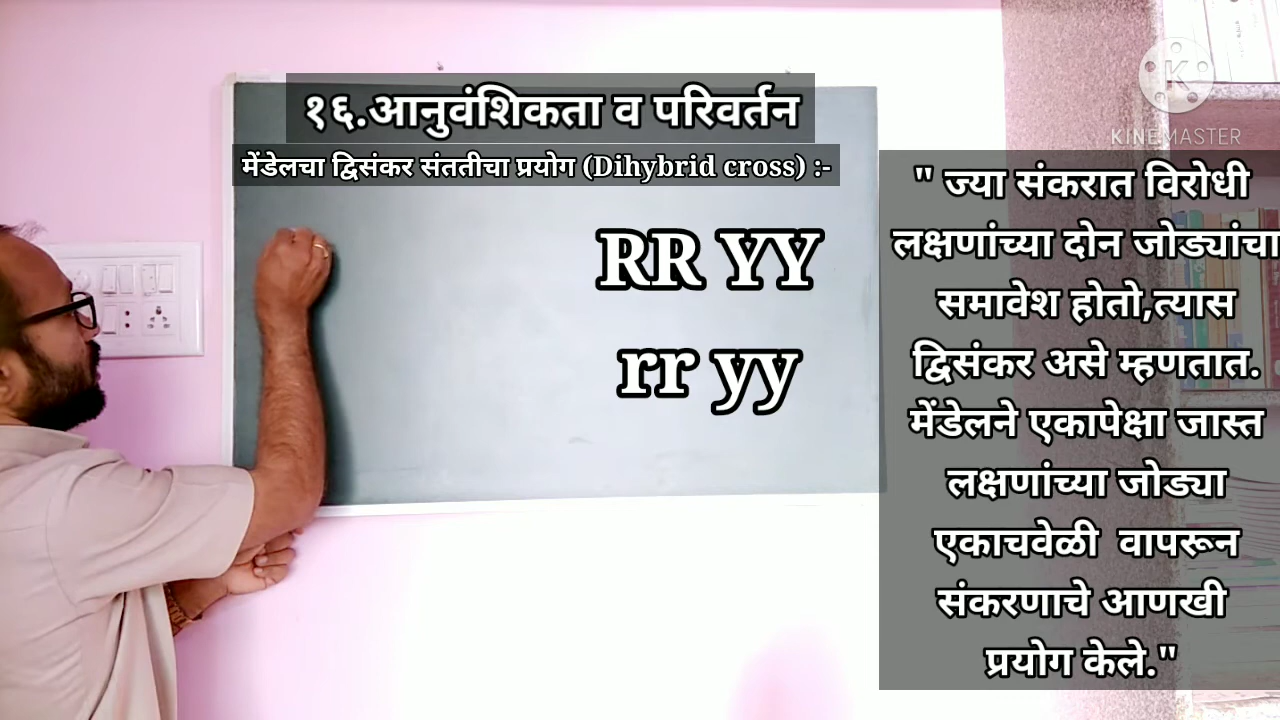 १६.आनुवंशिकता व परिवर्तन
मेंडेलचा द्विसंकर संततीचा प्रयोग (Dihybrid cross) :-
RR YY
rr yy
K
KINEMASTER
" ज्या संकरात विरोधी
लक्षणांच्या दोन जोड्यांचा
समावेश होतो,त्यास
द्विसंकर असे म्हणतात.
मेंडेलने एकापेक्षा जास्त
लक्षणांच्या जोड्या
एकाचवेळी वापरून
संकरणाचे आणखी
प्रयोग केले."